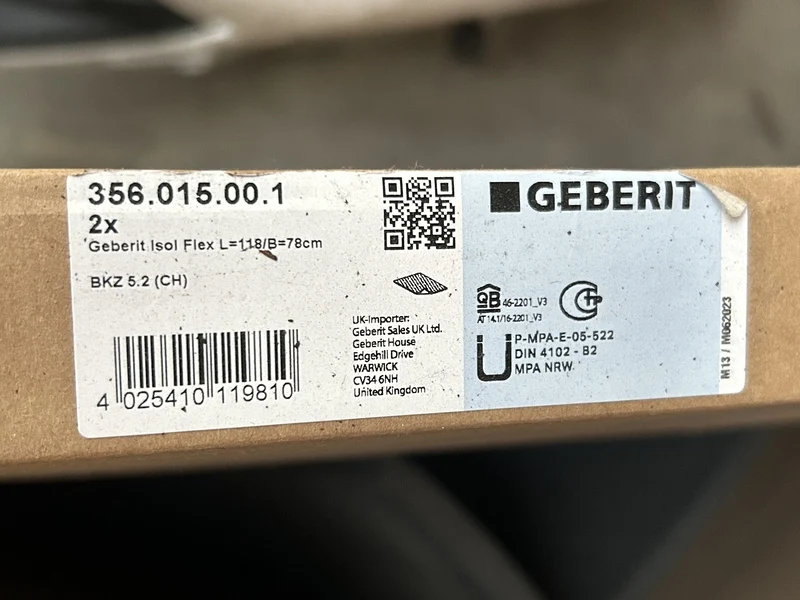 356.015.00.1
2x
Geberit Isol Flex L=118/B=78cm
BKZ 5.2 (CH)
4 025410 119810
UK-Importer:
Geberit Sales UK Ltd.
Geberit House
Edgehill Drive
WARWICK
CV34 6NH
United Kingdom
GEBERIT
QB 46-2201_V3
AT 14.1/16-2201_V3
P-MPA-E-05-522
DIN 4102 - B2
MPA NRW
M13 / M062023